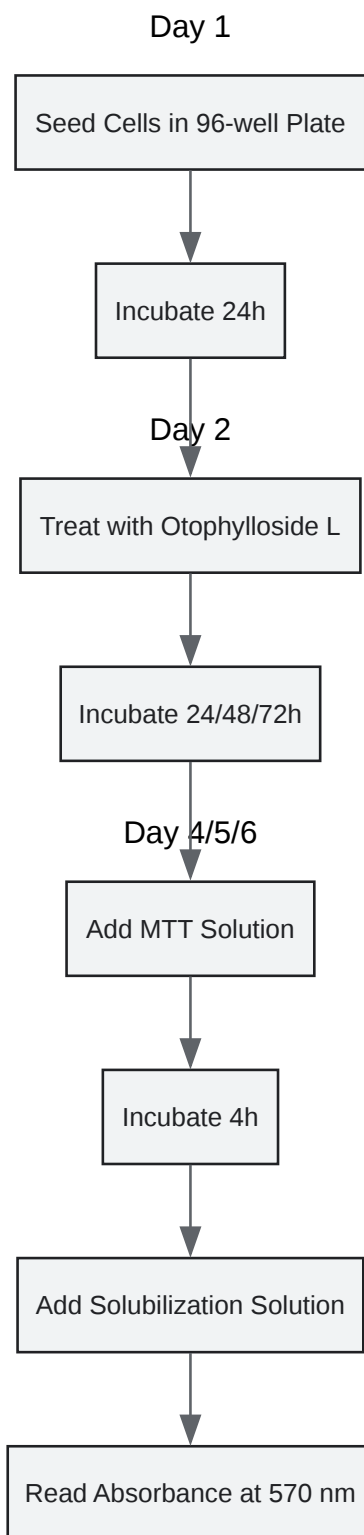 Day 1
Seed Cells in 96-well Plate
Incubate 24h
Day 2
Treat with Otophylloside L
Incubate 24/48/72h
Day 4/5/6
Add MTT Solution
Incubate 4h
Add Solubilization Solution
Read Absorbance at 570 nm